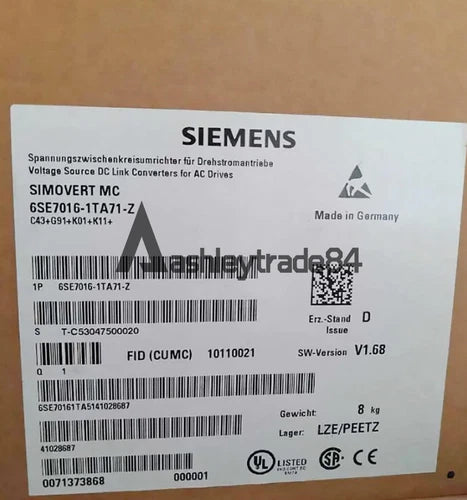 SIEMENS
Spannungszwischenkreisumrichter für Drehstromantriebe
Voltage Source DC Link Converters for AC Drives
SIMOVERT MC
6SE7016-1TA71-Z
C43+G91+K01+K11+
Made in Germany
ashleytrade84
1P 6SE7016-1TA71-Z
Erz.-Stand D
Issue
S T-C53047500020
FID (CUMC) 10110021
SW-Version V1.68
Q 1
6SE70161TA5141028687
Gewicht: 8 kg
Lager: LZE/PEETZ
41028687
UL LISTED
0071373868 000001